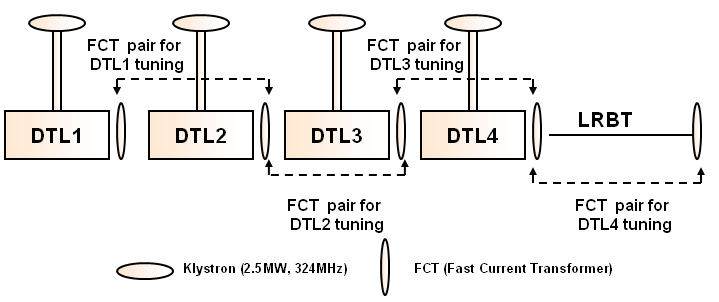 FCT pair for
DTL1 tuning
FCT pair for
DTL3 tuning
DTL1
DTL2
DTL3
DTL4
LRBT
FCT pair for
DTL2 tuning
FCT pair for
DTL4 tuning
Klystron (2.5MW, 324MHz)
FCT (Fast Current Transformer)